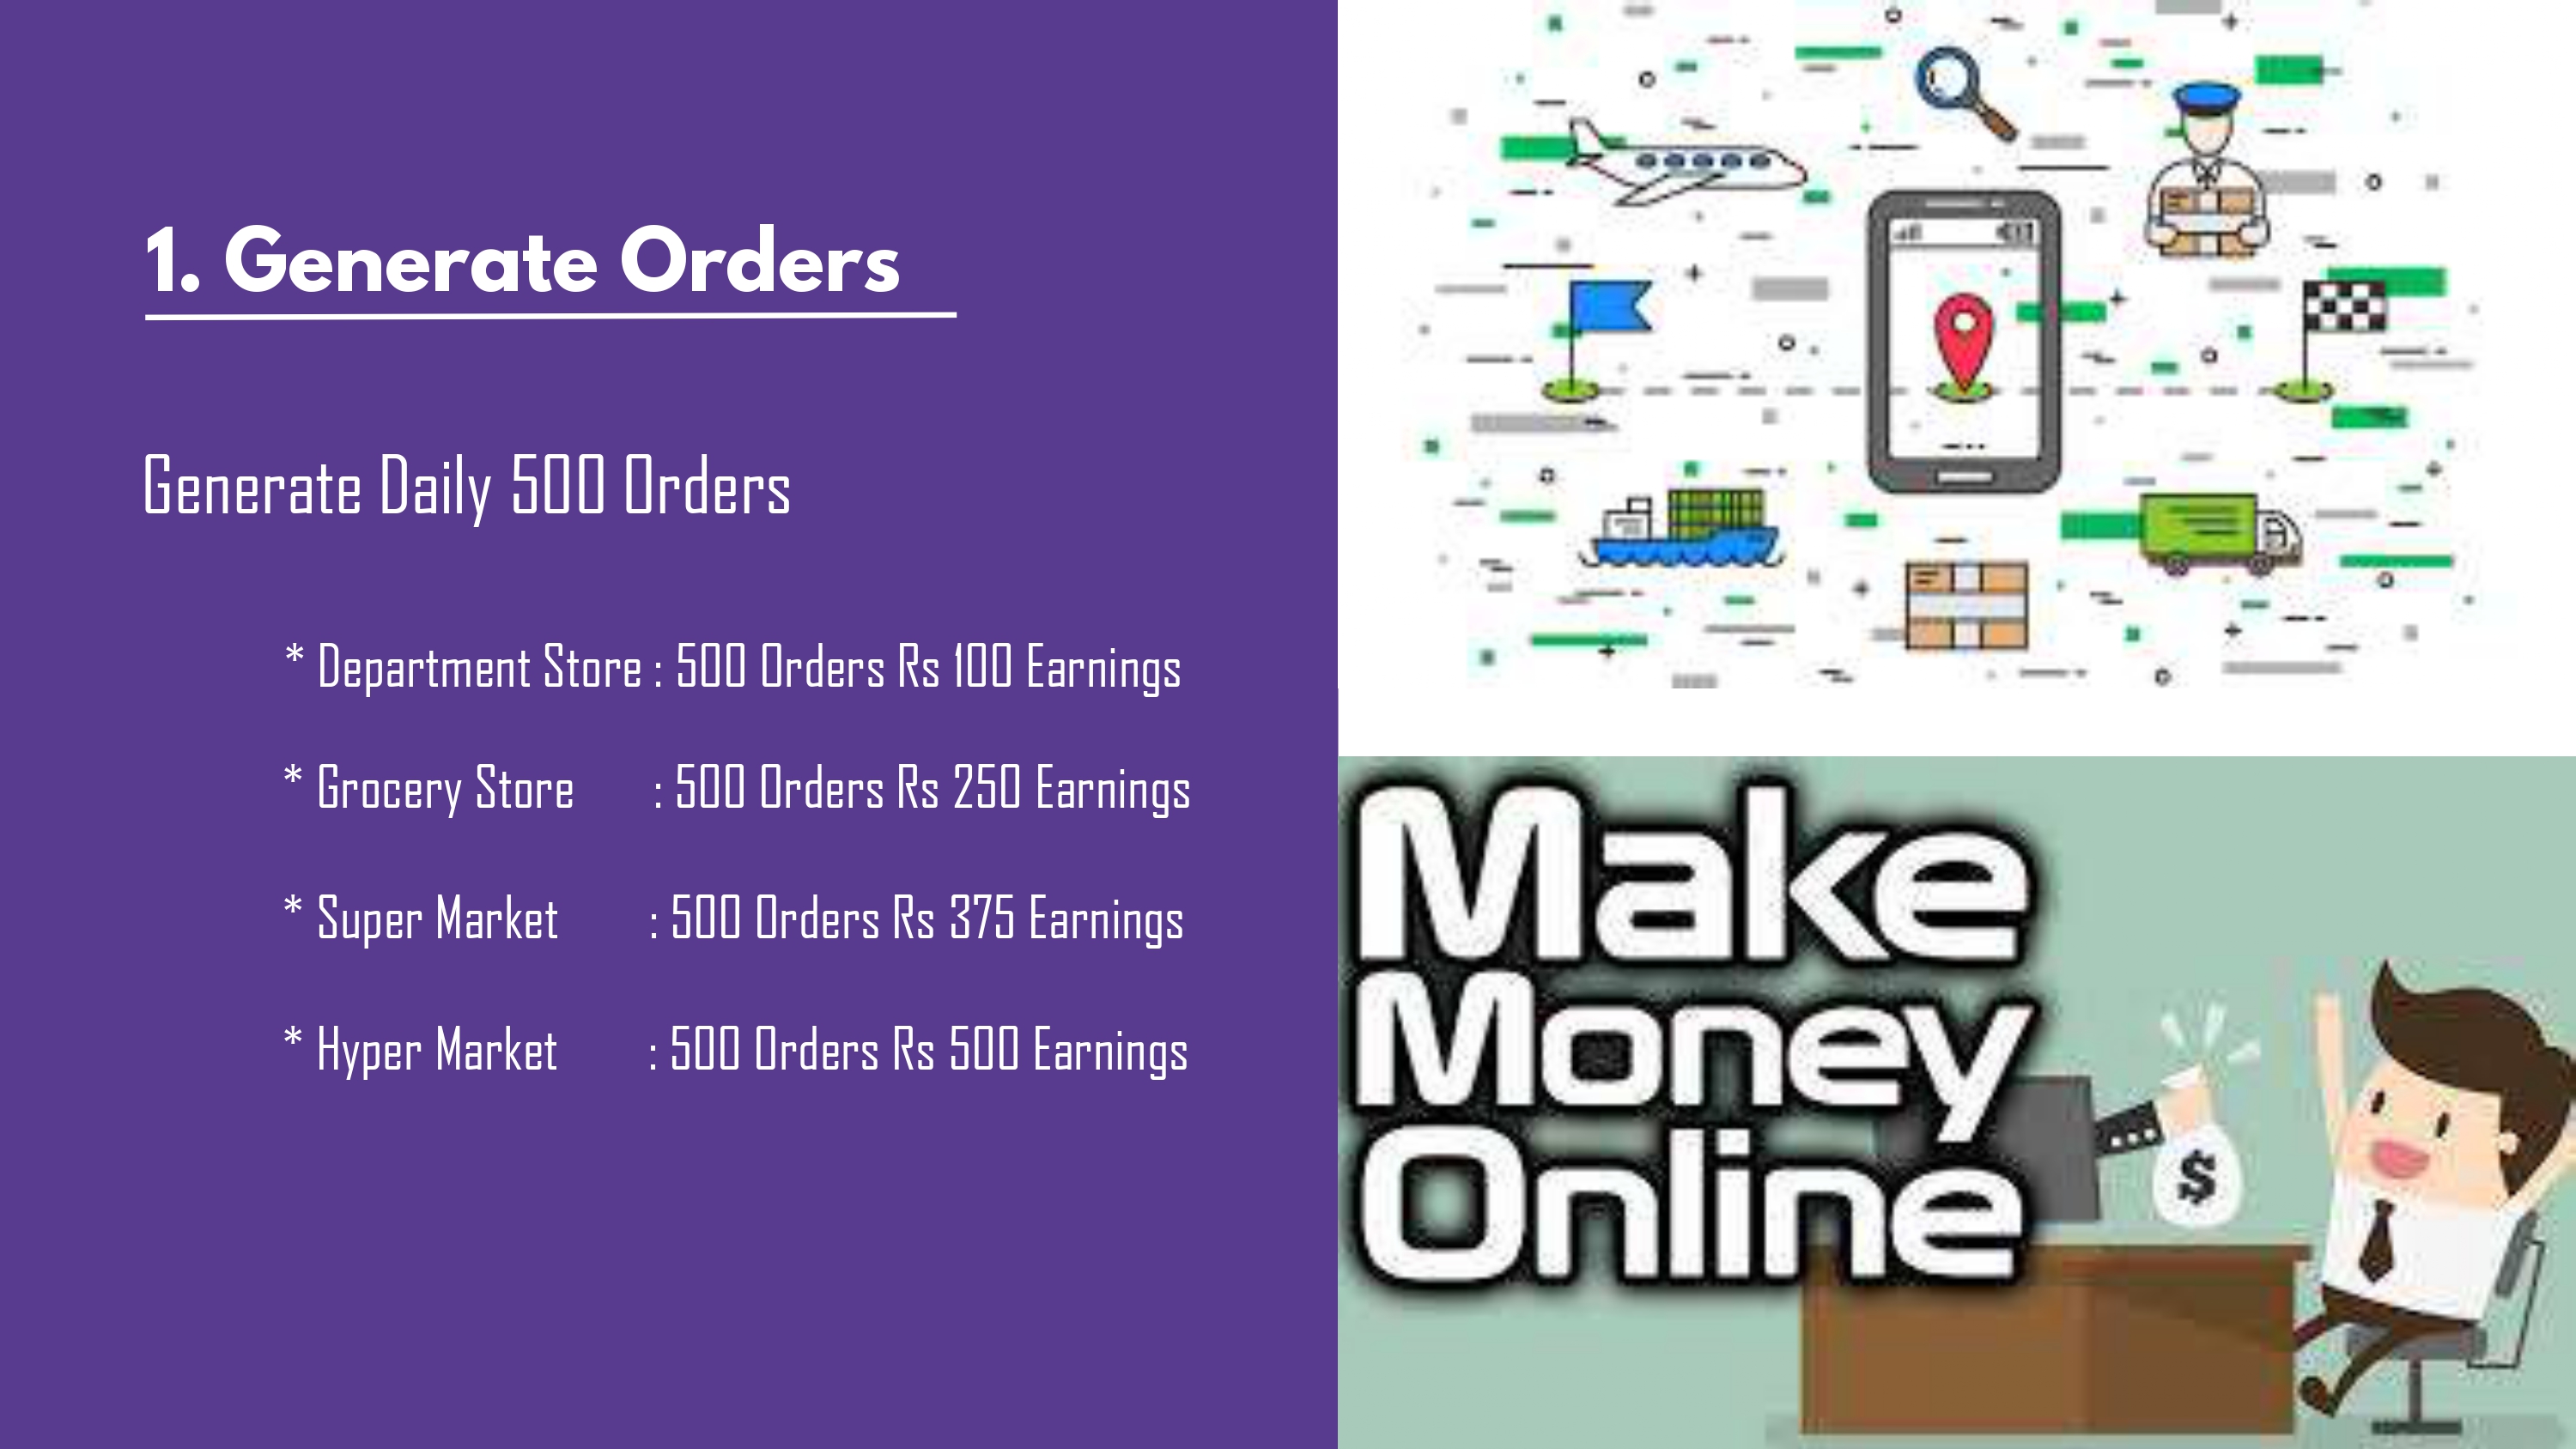 1. Generate Orders
Generate Daily 500 Orders
* Department Store : 500 Orders Rs 100 Earnings
* Grocery Store : 500 Orders Rs 250 Earnings
* Super Market : 500 Orders Rs 375 Earnings
* Hyper Market : 500 Orders Rs 500 Earnings
Make
Money
Online
$